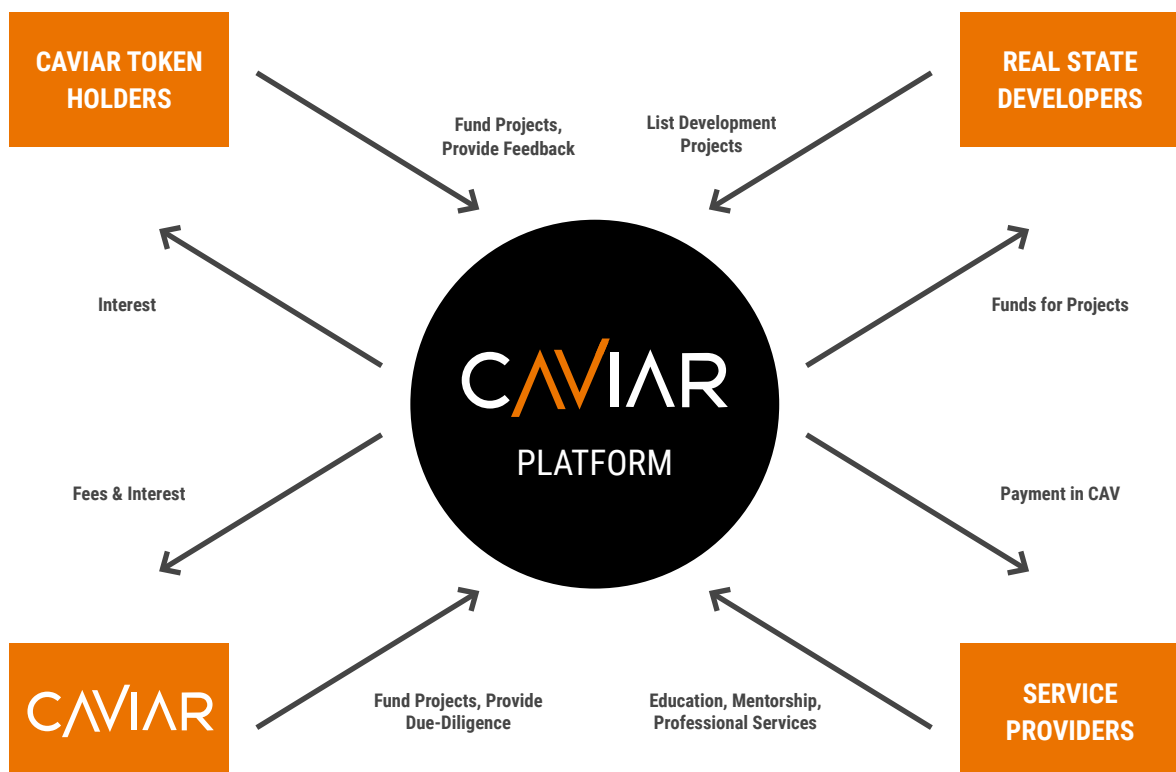 CAVIAR TOKEN
HOLDERS
REAL STATE
DEVELOPERS
Fund Projects,
Provide Feedback
List Development
Projects
Interest
Funds for Projects
CAVIAR
PLATFORM
Fees & Interest
Payment in CAV
CAVIAR
Fund Projects, Provide
Due-Diligence
Education, Mentorship,
Professional Services
SERVICE
PROVIDERS